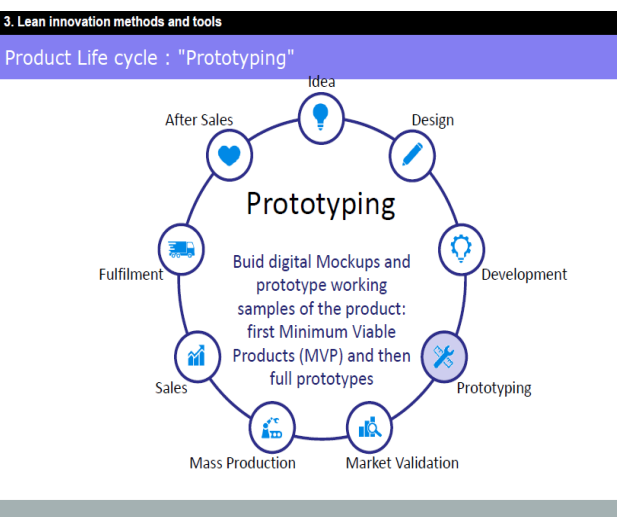 3. Lean innovation methods and tools
Product Life cycle : "Prototyping"
Idea
After Sales
Design
Prototyping
Fulfilment
Development
Buid digital Mockups and
prototype working
samples of the product:
first Minimum Viable
Products (MVP) and then
full prototypes
Sales
Prototyping
Mass Production
Market Validation